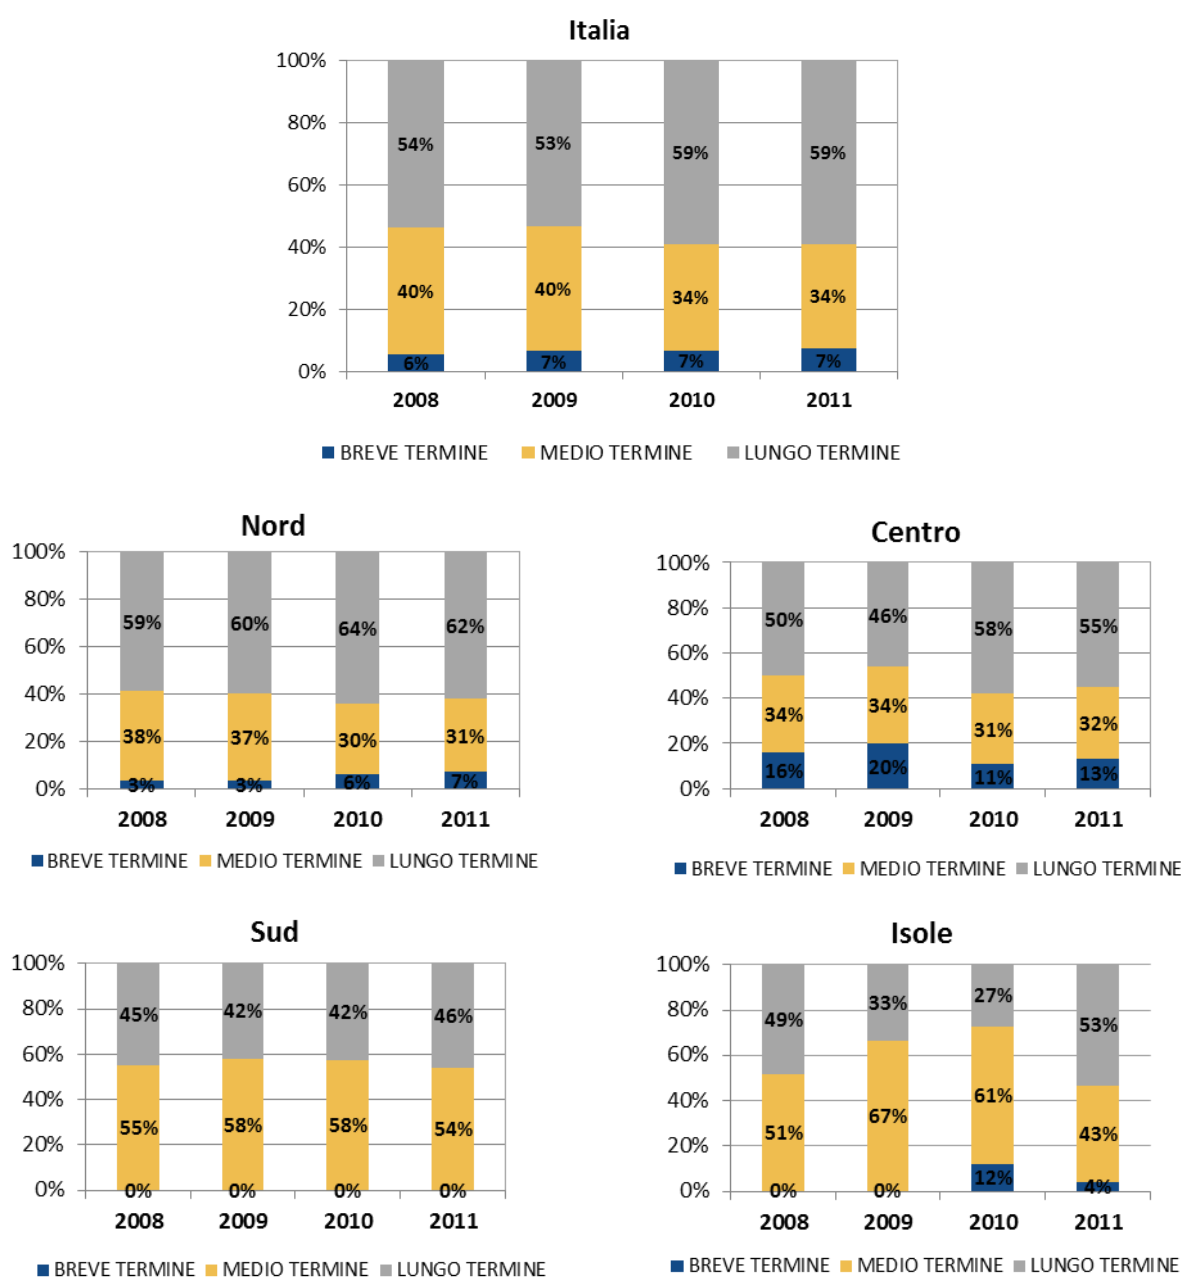 Italia
100%
80%
60%
40%
20%
0%
54% 53% 59% 59%
40% 40% 34% 34%
6% 7% 7% 7%
2008 2009 2010 2011
BREVE TERMINE MEDIO TERMINE LUNGO TERMINE
Nord
100%
80%
60%
40%
20%
0%
59% 60% 64% 62%
38% 37% 30% 31%
3% 3% 6% 7%
2008 2009 2010 2011
BREVE TERMINE MEDIO TERMINE LUNGO TERMINE
Centro
100%
80%
60%
40%
20%
0%
50% 46% 58% 55%
34% 34% 31% 32%
16% 20% 11% 13%
2008 2009 2010 2011
BREVE TERMINE MEDIO TERMINE LUNGO TERMINE
Sud
100%
80%
60%
40%
20%
0%
45% 42% 42% 46%
55% 58% 58% 54%
0% 0% 0% 0%
2008 2009 2010 2011
BREVE TERMINE MEDIO TERMINE LUNGO TERMINE
Isole
100%
80%
60%
40%
20%
0%
49% 33% 27% 53%
51% 67% 61% 43%
0% 0% 12% 4%
2008 2009 2010 2011
BREVE TERMINE MEDIO TERMINE LUNGO TERMINE